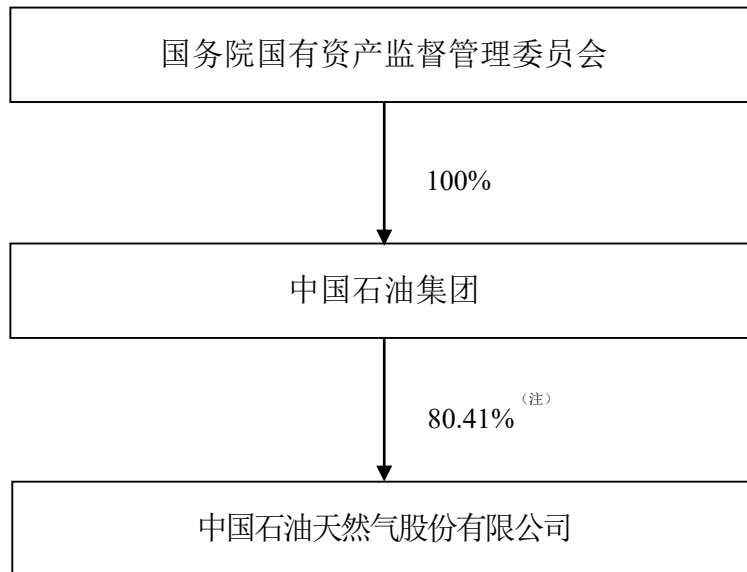 国务院国有资产监督管理委员会
100%
中国石油集团
80.41%（注）
中国石油天然气股份有限公司